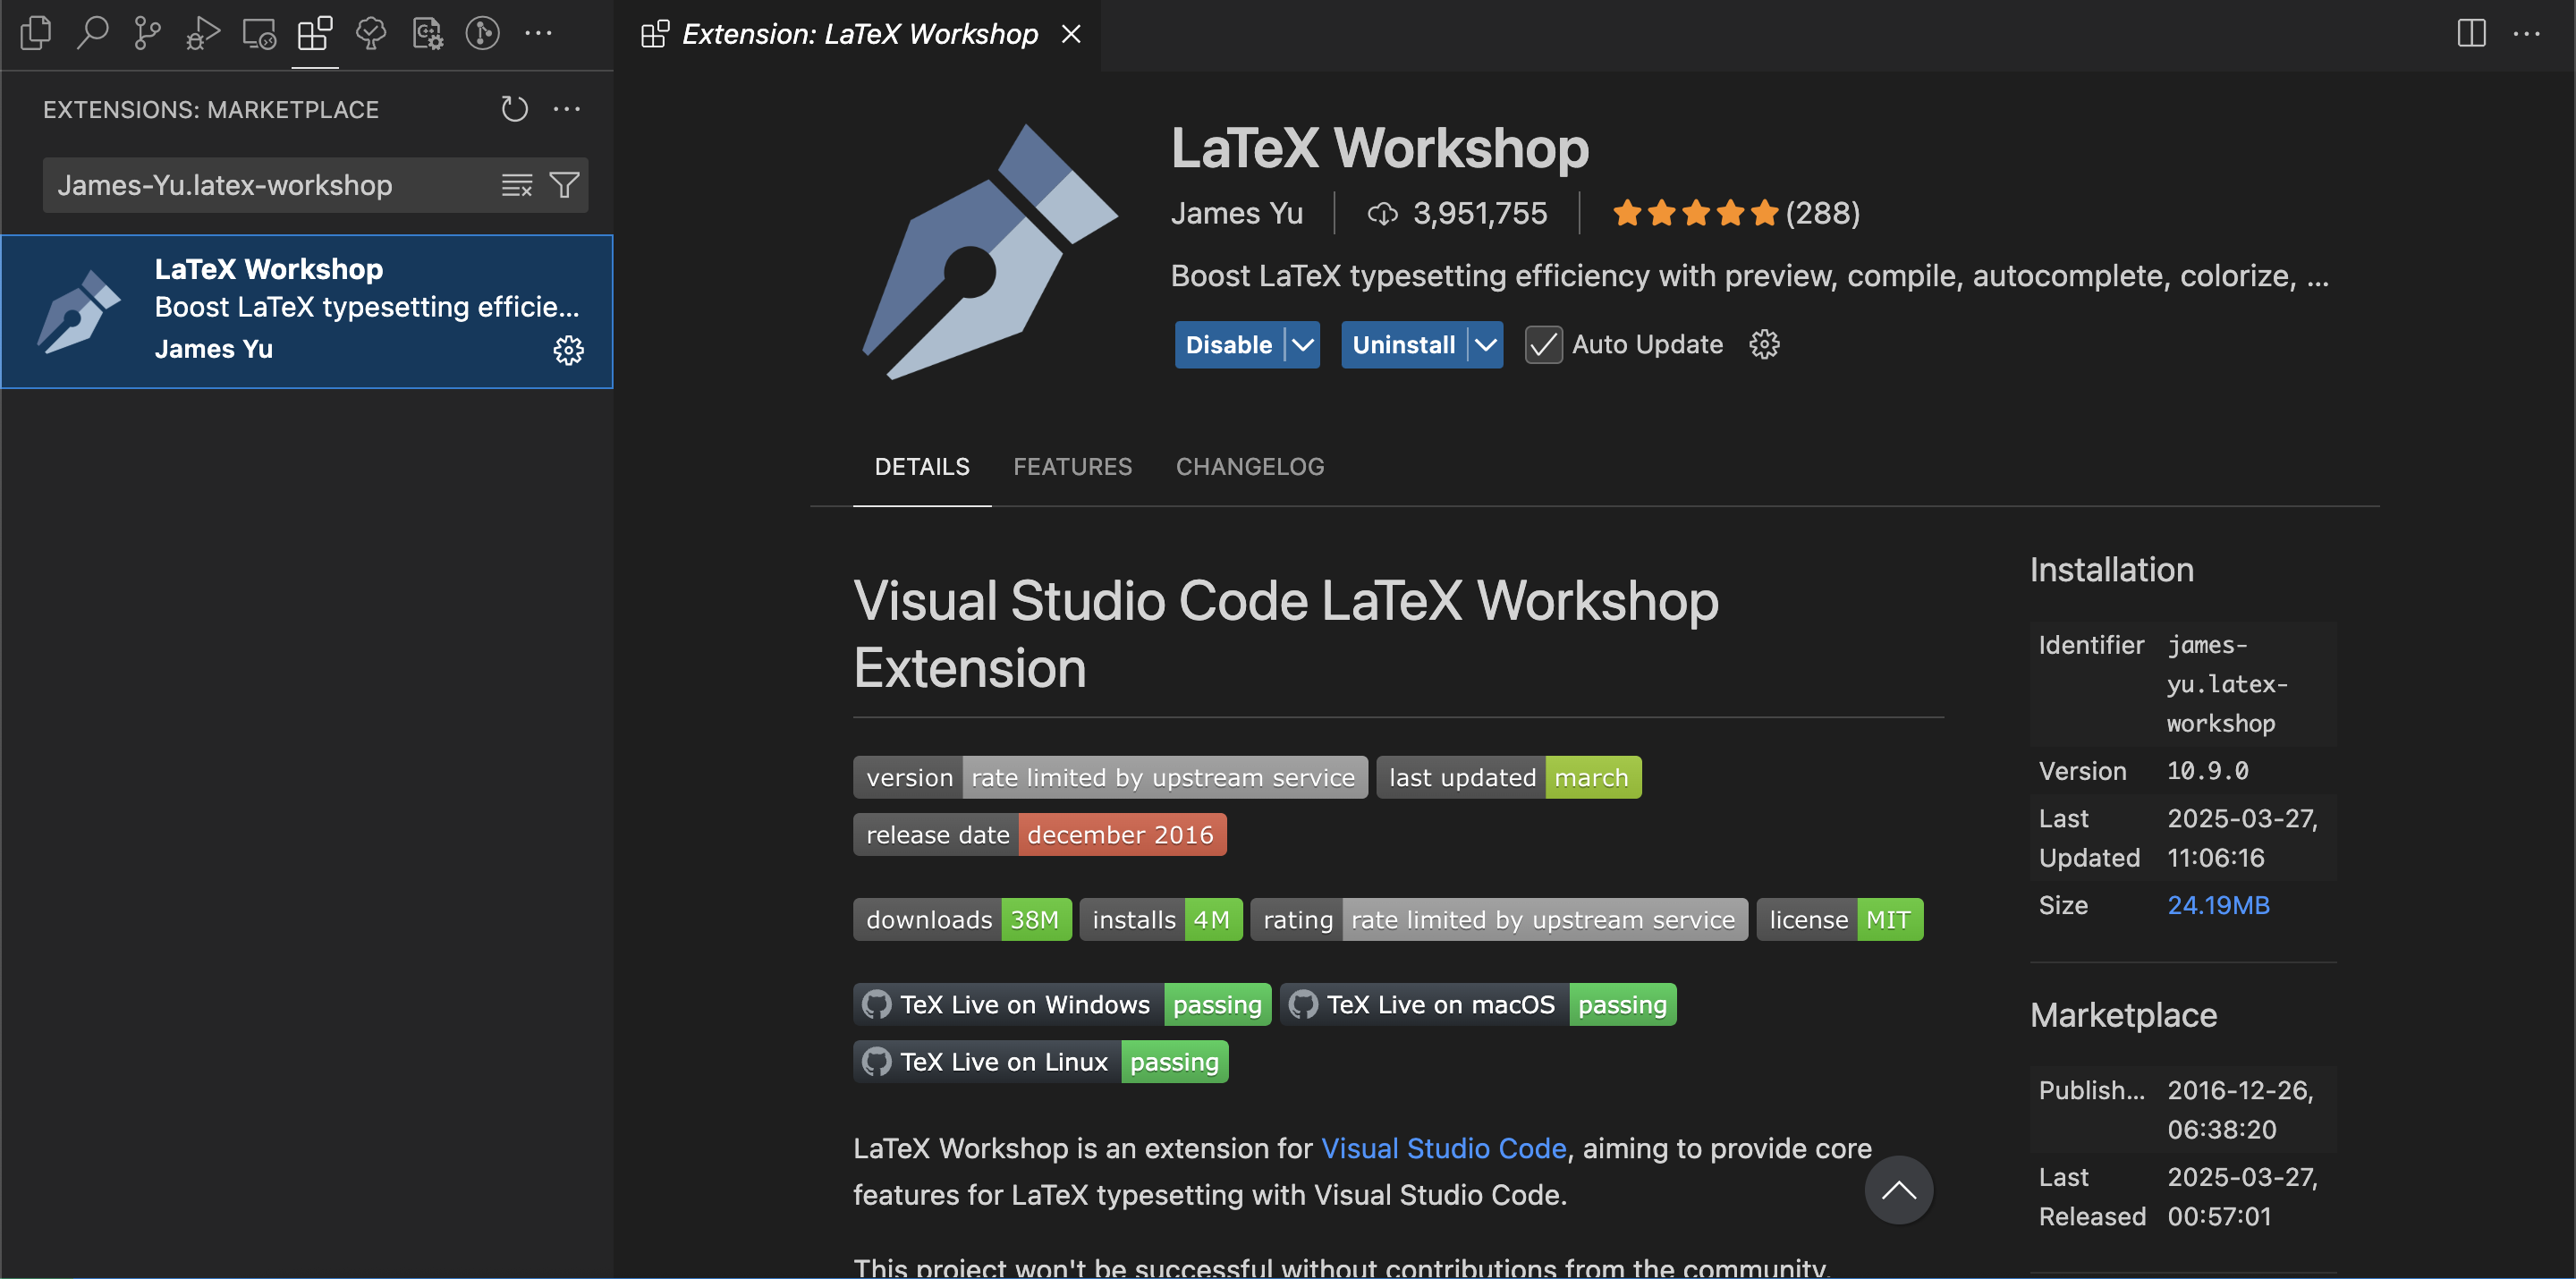 Extension: LaTeX Workshop
EXTENSIONS: MARKETPLACE
James-Yu.latex-workshop
LaTeX Workshop
Boost LaTeX typesetting efficie...
James Yu
LaTeX Workshop
James Yu 3,951,755 (288)
Boost LaTeX typesetting efficiency with preview, compile, autocomplete, colorize, ...
Disable Uninstall Auto Update
DETAILS FEATURES CHANGELOG
Visual Studio Code LaTeX Workshop
Extension
version rate limited by upstream service last updated march
release date december 2016
downloads 38M installs 4M rating rate limited by upstream service license MIT
TeX Live on Windows passing TeX Live on macOS passing
TeX Live on Linux passing
LaTeX Workshop is an extension for Visual Studio Code, aiming to provide core
features for LaTeX typesetting with Visual Studio Code.
This project won't be successful without contributions from the community.
Installation
Identifier james-
yu.latex-
workshop
Version 10.9.0
Last 2025-03-27,
Updated 11:06:16
Size 24.19MB
Marketplace
Publish... 2016-12-26,
06:38:20
Last 2025-03-27,
Released 00:57:01